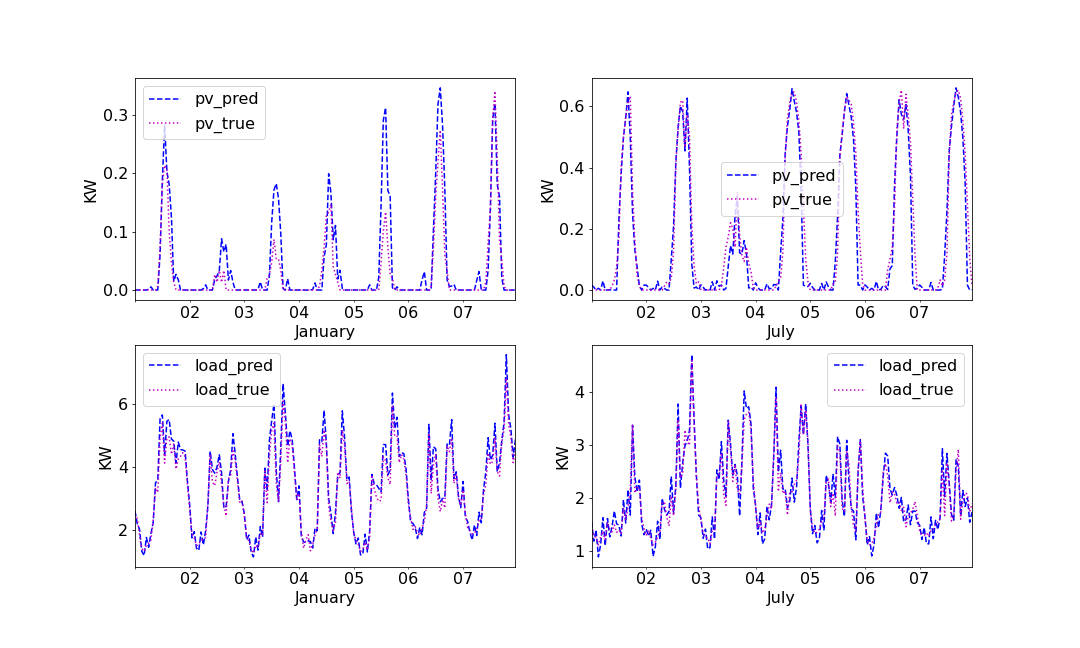 pv_pred
pv_true
KW
0.3
0.2
0.1
0.0
02 03 04 05 06 07
January
pv_pred
pv_true
KW
0.6
0.4
0.2
0.0
02 03 04 05 06 07
July
load_pred
load_true
KW
6
4
2
02 03 04 05 06 07
January
load_pred
load_true
KW
4
3
2
1
02 03 04 05 06 07
July